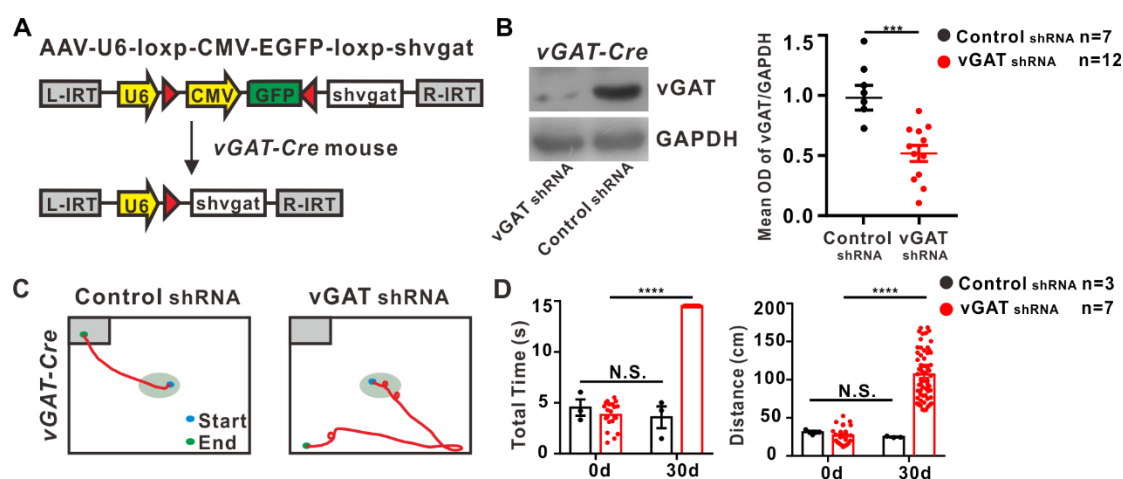 A
AAV-U6-loxp-CMV-EGFP-loxp-shvgat
L-IRT U6 CMV GFP shvgat R-IRT
vGAT-Cre mouse
L-IRT U6 shvgat R-IRT
B
vGAT-Cre
vGAT
GAPDH
vGAT shRNA
Control shRNA
Mean OD of vGAT/GAPDH
1.5
1.0
0.5
0.0
***
Control shRNA n=7
vGAT shRNA n=12
Control shRNA
vGAT shRNA
C
Control shRNA
vGAT shRNA
vGAT-Cre
Start
End
D
Total Time (s)
15
10
5
0
****
N.S.
0d 30d
Distance (cm)
200
150
100
50
0
****
N.S.
0d 30d
Control shRNA n=3
vGAT shRNA n=7